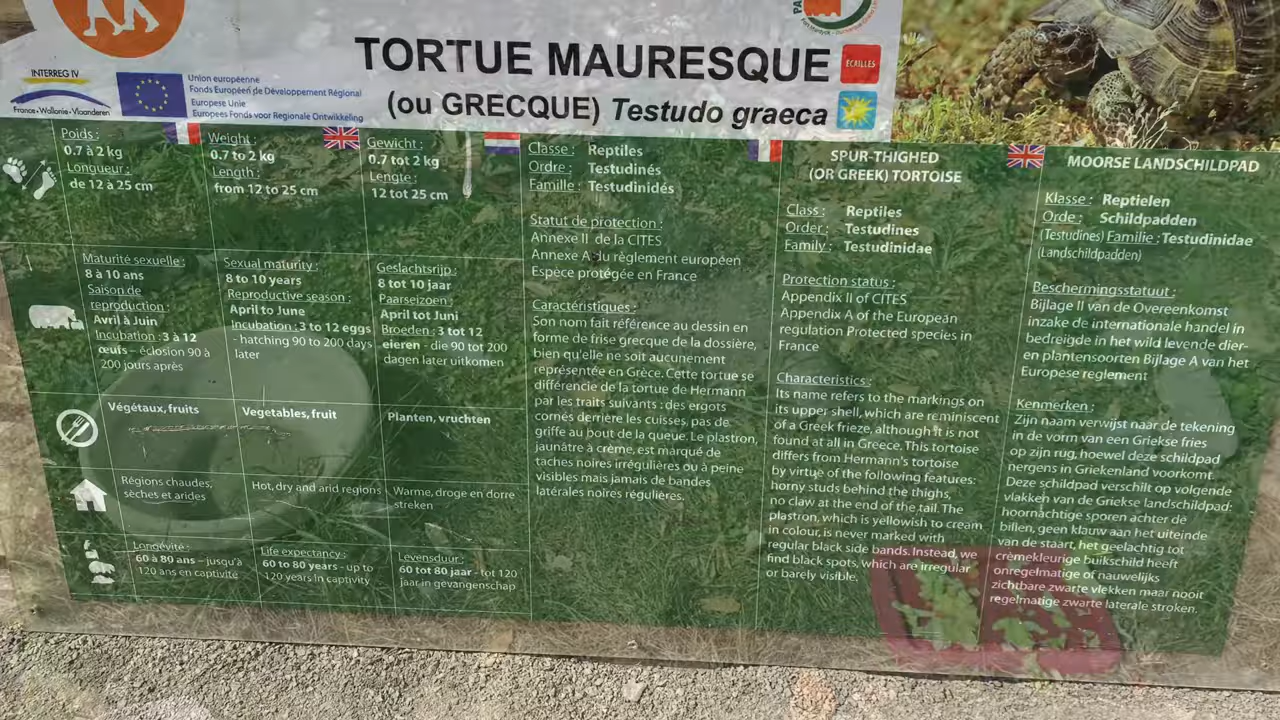 TORTUE MAURESQUE
ÉCAILLES
(ou GRECQUE) Testudo graeca
INTERREG IV
France • Wallonie • Vlaanderen
Union européenne
Fonds Européen de Développement Régional
Europese Unie
Europees Fonds voor Regionale Ontwikkeling
Poids :
0.7 à 2 kg
Longueur :
de 12 à 25 cm
Weight :
0.7 to 2 kg
Length :
from 12 to 25 cm
Gewicht :
0.7 tot 2 kg
Lengte :
12 tot 25 cm
Maturité sexuelle :
8 à 10 ans
Saison de
reproduction :
Avril à Juin
Incubation : 3 à 12
œufs – éclosion 90 à
200 jours après
Sexual maturity :
8 to 10 years
Reproductive season :
April to June
Incubation : 3 to 12 eggs
- hatching 90 to 200 days
later
Geslachtsrijp :
8 tot 10 jaar
Paarseizoen :
April tot Juni
Broeden : 3 tot 12
eieren - die 90 tot 200
dagen later uitkomen
Végétaux, fruits
Vegetables, fruit
Planten, vruchten
Régions chaudes,
sèches et arides
Hot, dry and arid regions
Warme, droge en dorre
streken
Longévité :
60 à 80 ans – jusqu'à
120 ans en captivité
Life expectancy :
60 to 80 years - up to
120 years in captivity
Levensduur :
60 tot 80 jaar - tot 120
jaar in gevangenschap
Classe : Reptiles
Ordre : Testudinés
Famille : Testudinidés
Statut de protection :
Annexe II de la CITES
Annexe A du règlement européen
Espèce protégée en France
Caractéristiques :
Son nom fait référence au dessin en
forme de frise grecque de la dossière,
bien qu'elle ne soit aucunement
représentée en Grèce. Cette tortue se
différencie de la tortue de Hermann
par les traits suivants : des ergots
cornés derrière les cuisses, pas de
griffe au bout de la queue. Le plastron,
jaunâtre à crème, est marqué de
taches noires irrégulières ou à peine
visibles mais jamais de bandes
latérales noires régulières.
SPUR-THIGHED
(OR GREEK) TORTOISE
Class : Reptiles
Order : Testudines
Family : Testudinidae
Protection status :
Appendix II of CITES
Appendix A of the European
regulation Protected species in
France
Characteristics :
Its name refers to the markings on
its upper shell, which are reminiscent
of a Greek frieze, although it is not
found at all in Greece. This tortoise
differs from Hermann's tortoise
by virtue of the following features:
horny studs behind the thighs,
no claw at the end of the tail. The
plastron, which is yellowish to cream
in colour, is never marked with
regular black side bands. Instead, we
find black spots, which are irregular
or barely visible.
MOORSE LANDSCHILDPAD
Klasse : Reptielen
Orde : Schildpadden
(Testudines) Familie : Testudinidae
(Landschildpadden)
Beschermingsstatuut :
Bijlage II van de Overeenkomst
inzake de internationale handel in
bedreigde in het wild levende dier-
en plantensoorten Bijlage A van het
Europese reglement
Kenmerken :
Zijn naam verwijst naar de tekening
in de vorm van een Griekse fries
op zijn rug, hoewel deze schildpad
nergens in Griekenland voorkomt.
Deze schildpad verschilt op volgende
vlakken van de Griekse landschildpad:
hoornachtige sporen achter de
billen, geen klauw aan het uiteinde
van de staart, het geelachtig tot
crèmekleurige buikschild heeft
onregelmatige of nauwelijks
zichtbare zwarte vlekken maar nooit
regelmatige zwarte laterale stroken.